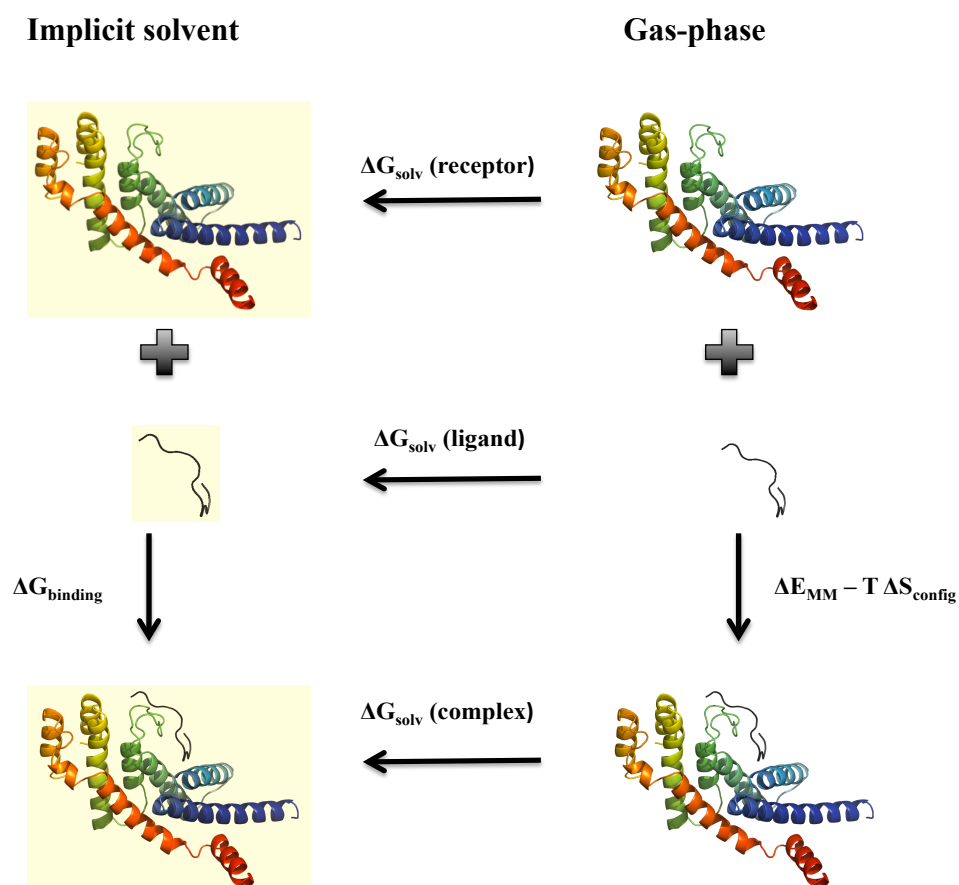 Implicit solvent
Gas-phase
ΔGsolv (receptor)
ΔGsolv (ligand)
ΔGbinding
ΔEMM – T ΔSconfig
ΔGsolv (complex)